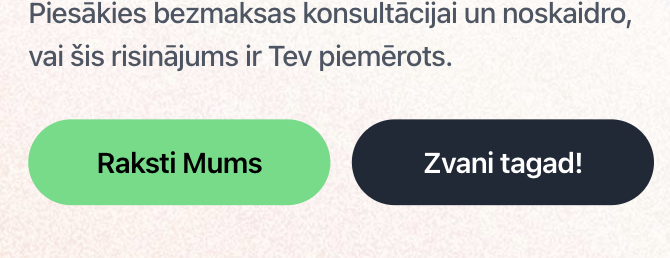 Piesākies bezmaksas konsultācijai un noskaidro,
vai šis risinājums ir Tev piemērots.
Raksti Mums
Zvani tagad!